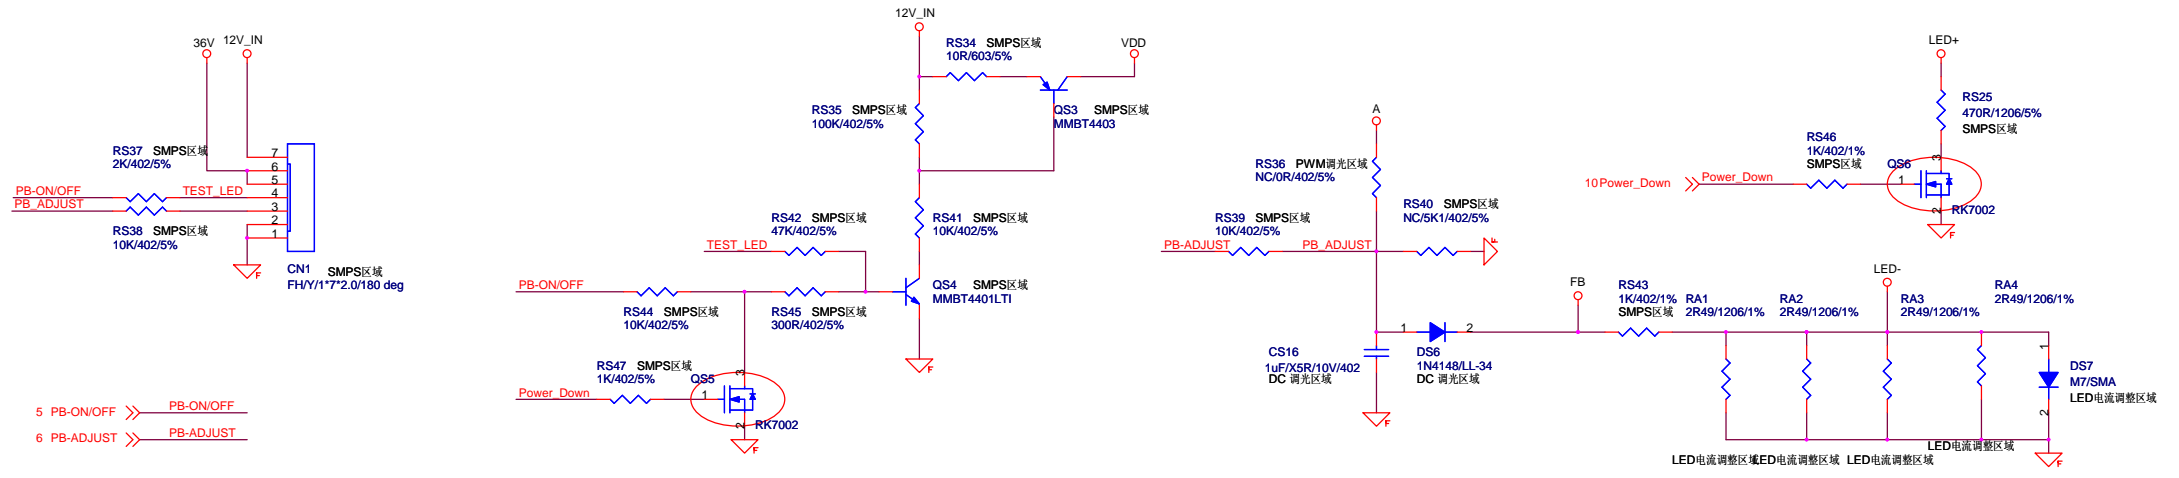 36V
12V_IN
RS37 SMPS区域
2K/402/5%
7
6
5
PB-ON/OFF
TEST_LED
4
PB_ADJUST
3
2
1
RS38 SMPS区域
10K/402/5%
F
CN1 SMPS区域
FH/Y/1*7*2.0/180 deg
5 PB-ON/OFF
PB-ON/OFF
6 PB-ADJUST
PB-ADJUST
12V_IN
RS34 SMPS区域
10R/603/5%
VDD
RS35 SMPS区域
100K/402/5%
QS3 SMPS区域
MMBT4403
RS42 SMPS区域
47K/402/5%
RS41 SMPS区域
10K/402/5%
TEST_LED
PB-ON/OFF
QS4 SMPS区域
MMBT4401LTI
RS44 SMPS区域
10K/402/5%
RS45 SMPS区域
300R/402/5%
F
RS47 SMPS区域
1K/402/5%
QS5
3
Power_Down
1
2
RK7002
F
A
RS36 PWM调光区域
NC/0R/402/5%
RS39 SMPS区域
10K/402/5%
RS40 SMPS区域
NC/5K1/402/5%
PB-ADJUST
PB_ADJUST
F
FB
1
2
CS16
1uF/X5R/10V/402
DC 调光区域
DS6
1N4148/LL-34
DC 调光区域
F
RS43
1K/402/1%
SMPS区域
RA1
2R49/1206/1%
RA2
2R49/1206/1%
LED-
RA3
2R49/1206/1%
RA4
2R49/1206/1%
1
DS7
M7/SMA
LED电流调整区域
2
LED电流调整区域
LED电流调整区域
LED电流调整区域
LED电流调整区域
F
LED+
RS25
470R/1206/5%
SMPS区域
RS46
1K/402/1%
SMPS区域
QS6
3
10 Power_Down
Power_Down
1
2
RK7002
F